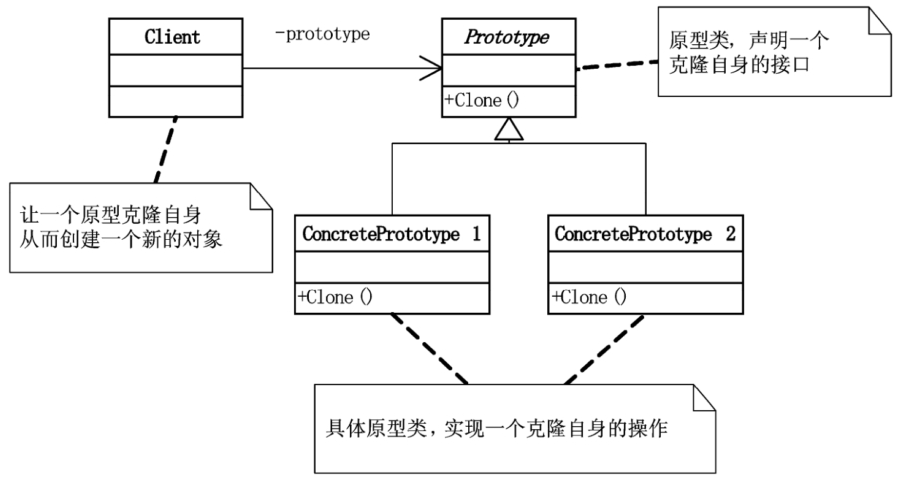 Client
-prototype
Prototype
+Clone()
原型类，声明一个
克隆自身的接口
让一个原型克隆自身
从而创建一个新的对象
ConcretePrototype 1
+Clone()
ConcretePrototype 2
+Clone()
具体原型类，实现一个克隆自身的操作